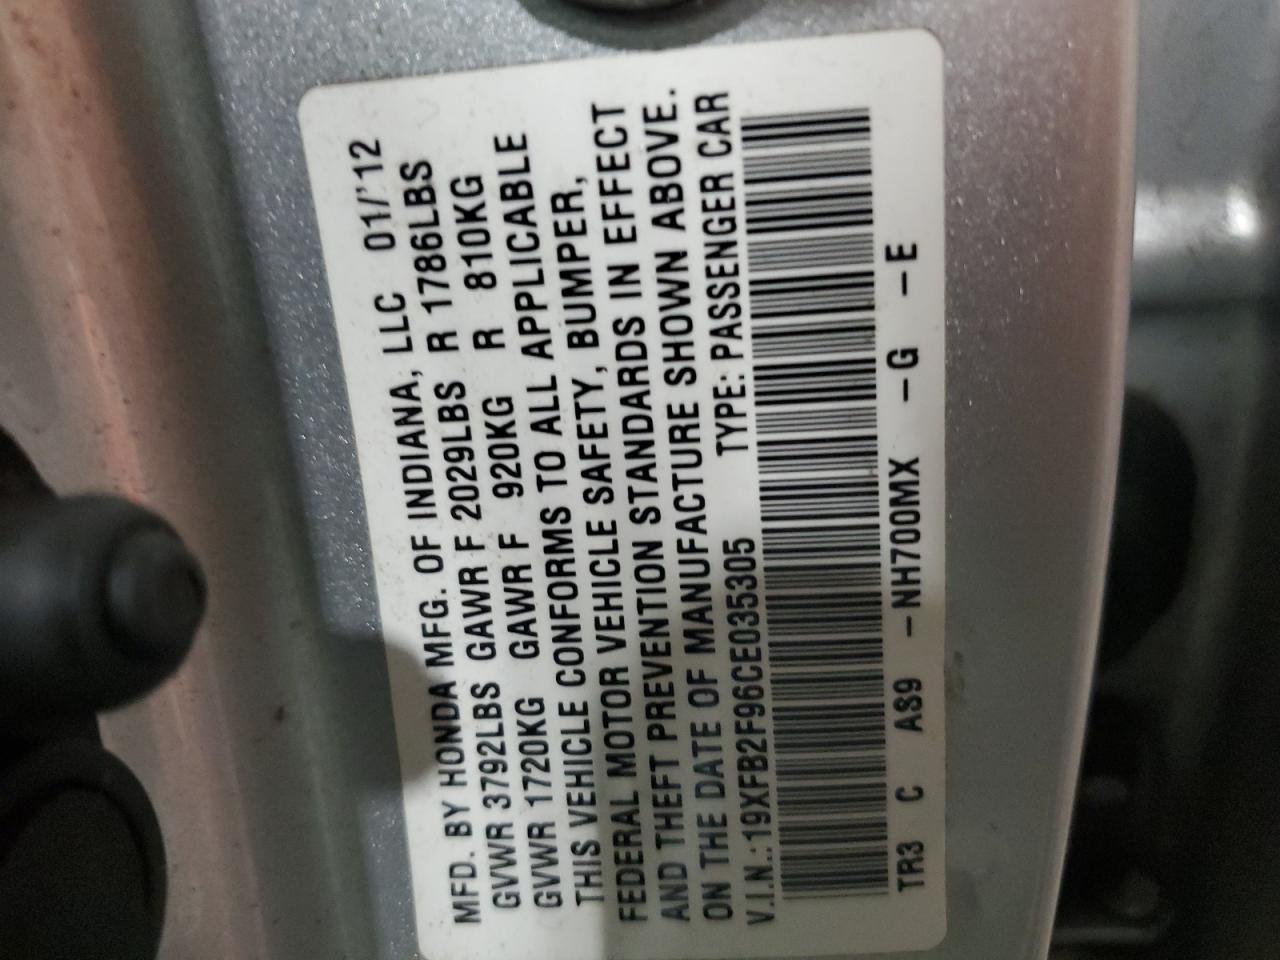 MFD. BY HONDA MFG. OF INDIANA, LLC 01/'12
GVWR 3792LBS GAWR F 2029LBS R 1786LBS
GVWR 1720KG GAWR F 920KG R 810KG
THIS VEHICLE CONFORMS TO ALL APPLICABLE
FEDERAL MOTOR VEHICLE SAFETY, BUMPER,
AND THEFT PREVENTION STANDARDS IN EFFECT
ON THE DATE OF MANUFACTURE SHOWN ABOVE.
V.I.N.:19XFB2F96CE035305 TYPE: PASSENGER CAR
TR3 C A89 -NH700MX -G -E